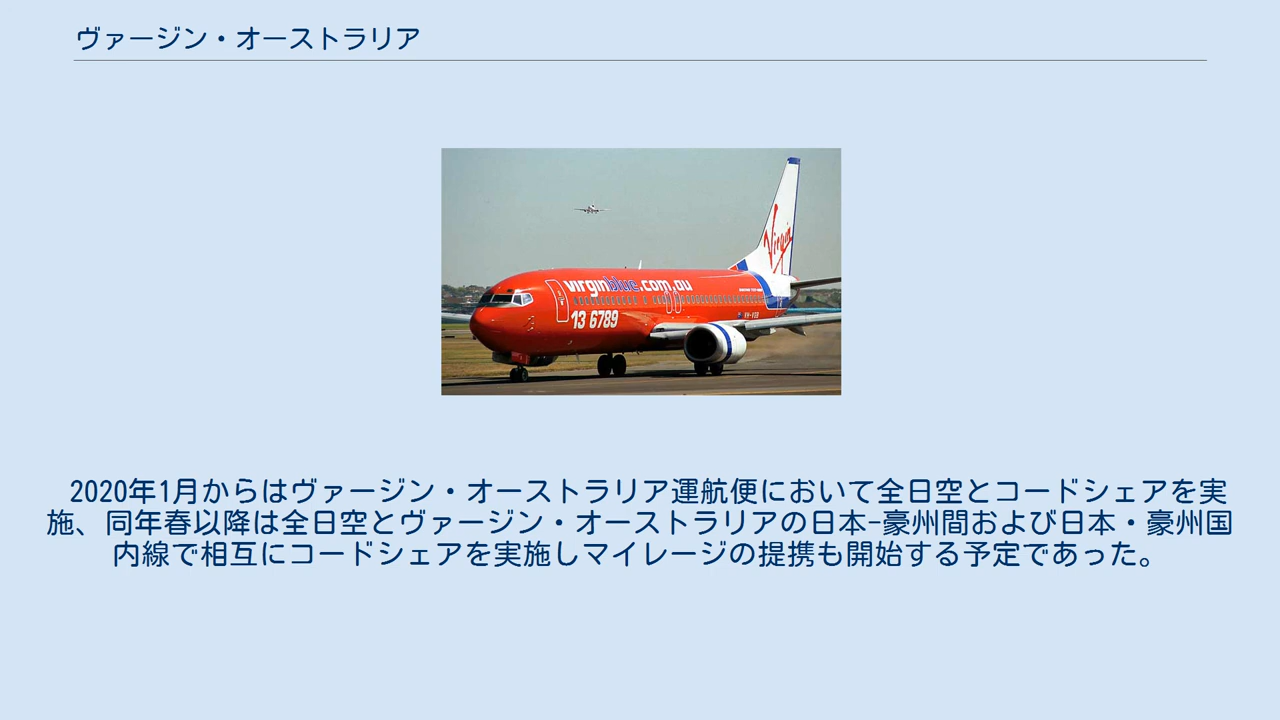 ヴァージン・オーストラリア
Virgin
virginblue.com.au
13 6789
2020年1月からはヴァージン・オーストラリア運航便において全日空とコードシェアを実
施、同年春以降は全日空とヴァージン・オーストラリアの日本-豪州間および日本・豪州国
内線で相互にコードシェアを実施しマイレージの提携も開始する予定であった。